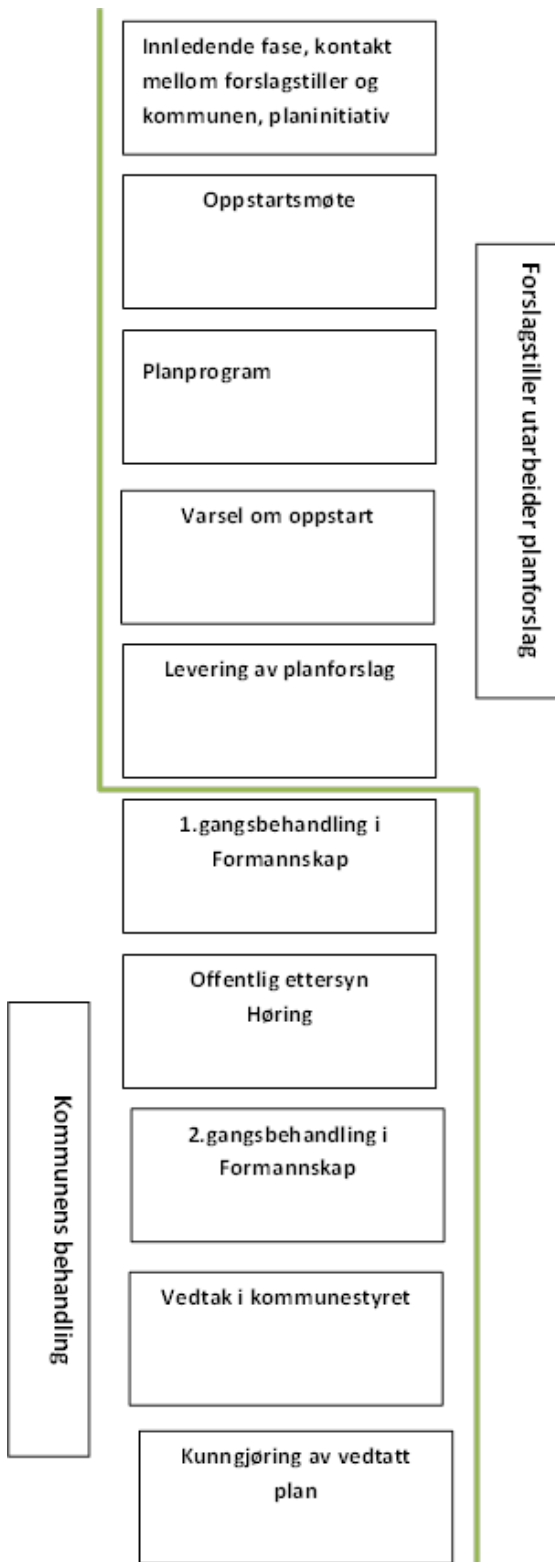 Innledende fase, kontakt
mellom forslagstiller og
kommunen, planinitiativ
Oppstartsmøte
Forslagstiller utarbeider planforslag
Planprogram
Varsel om oppstart
Levering av planforslag
1.gangsbehandling i
Formannskap
Offentlig ettersyn
Høring
Kommunens behandling
2.gangsbehandling i
Formannskap
Vedtak i kommunestyret
Kunngjøring av vedtatt
plan